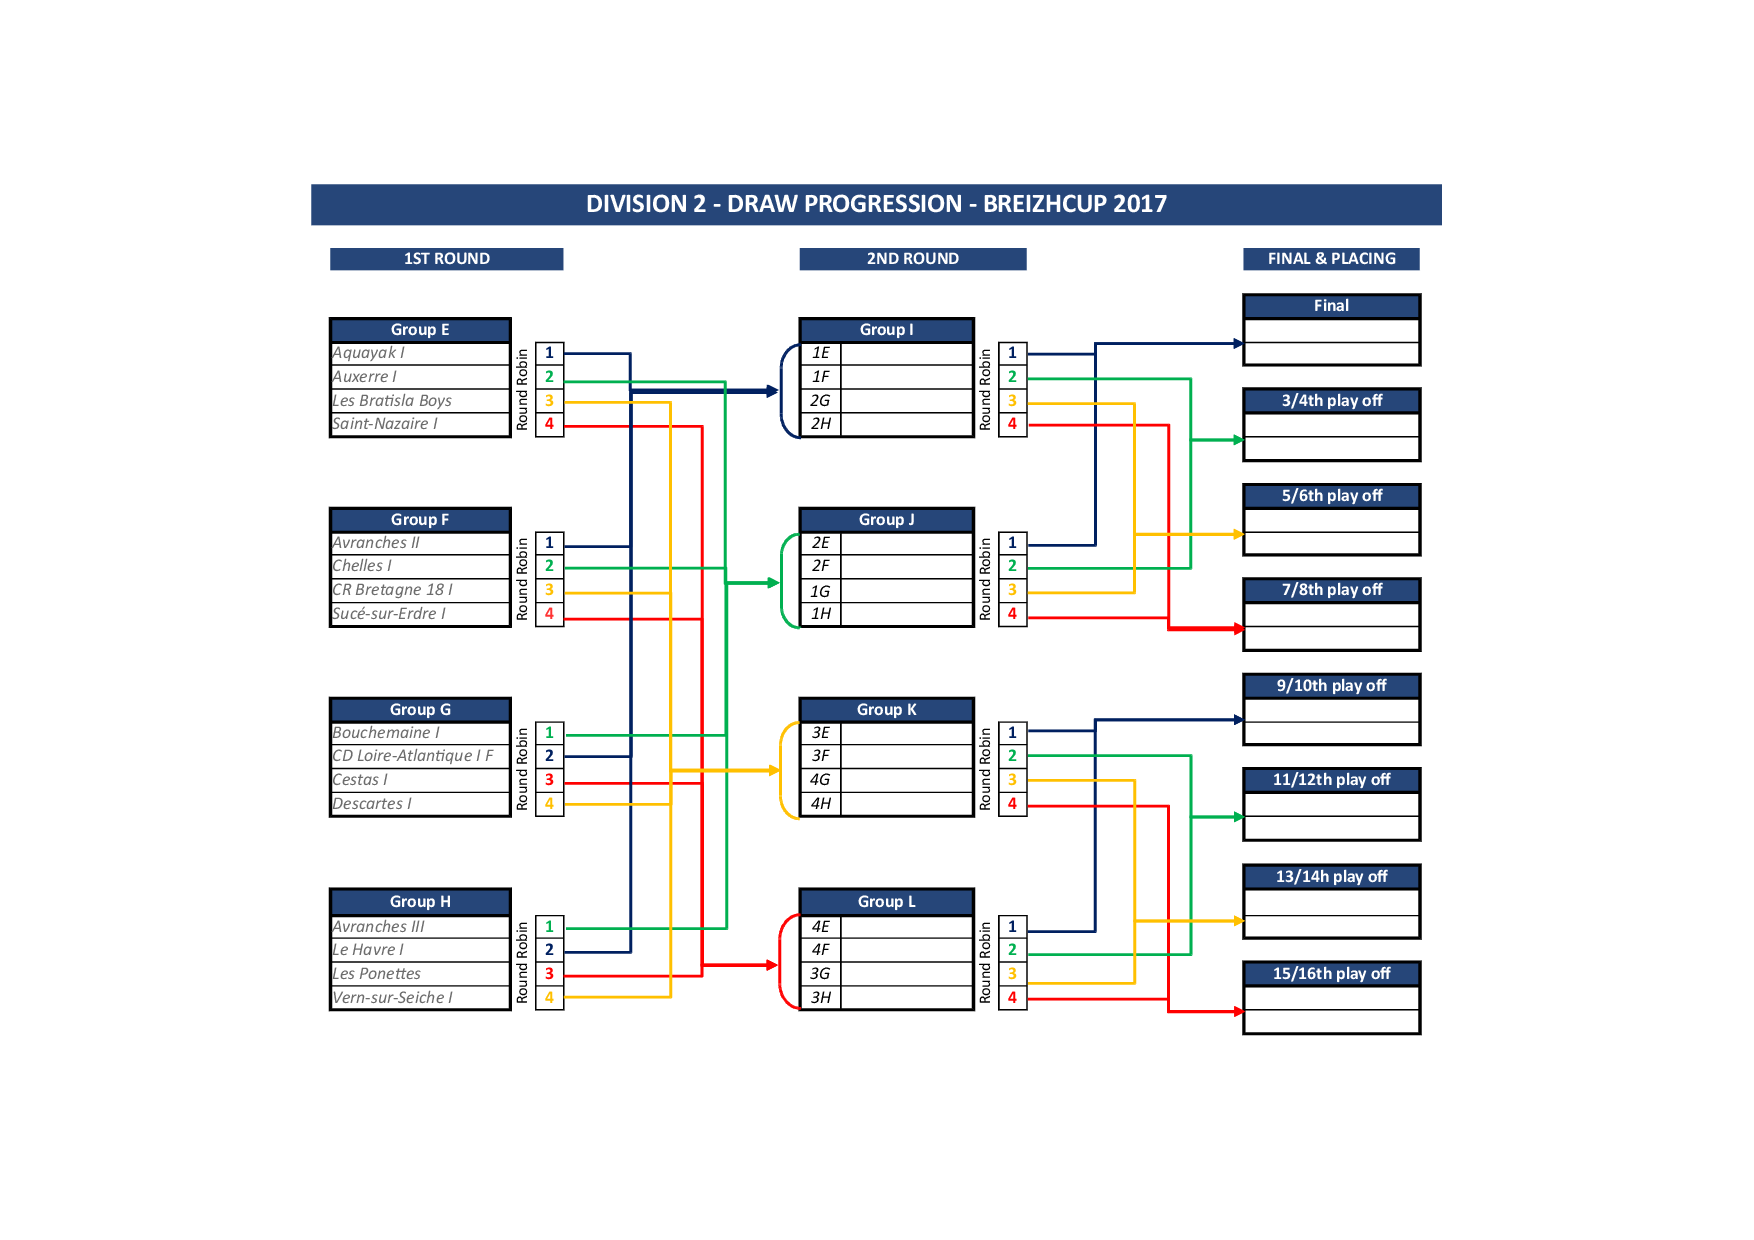 DIVISION 2 - DRAW PROGRESSION - BREIZHCUP 2017
1ST ROUND
2ND ROUND
FINAL & PLACING
Group E
Aquayak I
Auxerre I
Les Bratisla Boys
Saint-Nazaire I
Round Robin
1
2
3
4
Group F
Avranches II
Chelles I
CR Bretagne 18 I
Sucé-sur-Erdre I
Round Robin
1
2
3
4
Group G
Bouchemaine I
CD Loire-Atlantique I F
Cestas I
Descartes I
Round Robin
1
2
3
4
Group H
Avranches III
Le Havre I
Les Ponettes
Vern-sur-Seiche I
Round Robin
1
2
3
4
Group I
1E
1F
2G
2H
Round Robin
1
2
3
4
Group J
2E
2F
1G
1H
Round Robin
1
2
3
4
Group K
3E
3F
4G
4H
Round Robin
1
2
3
4
Group L
4E
4F
3G
3H
Round Robin
1
2
3
4
Final
3/4th play off
5/6th play off
7/8th play off
9/10th play off
11/12th play off
13/14h play off
15/16th play off